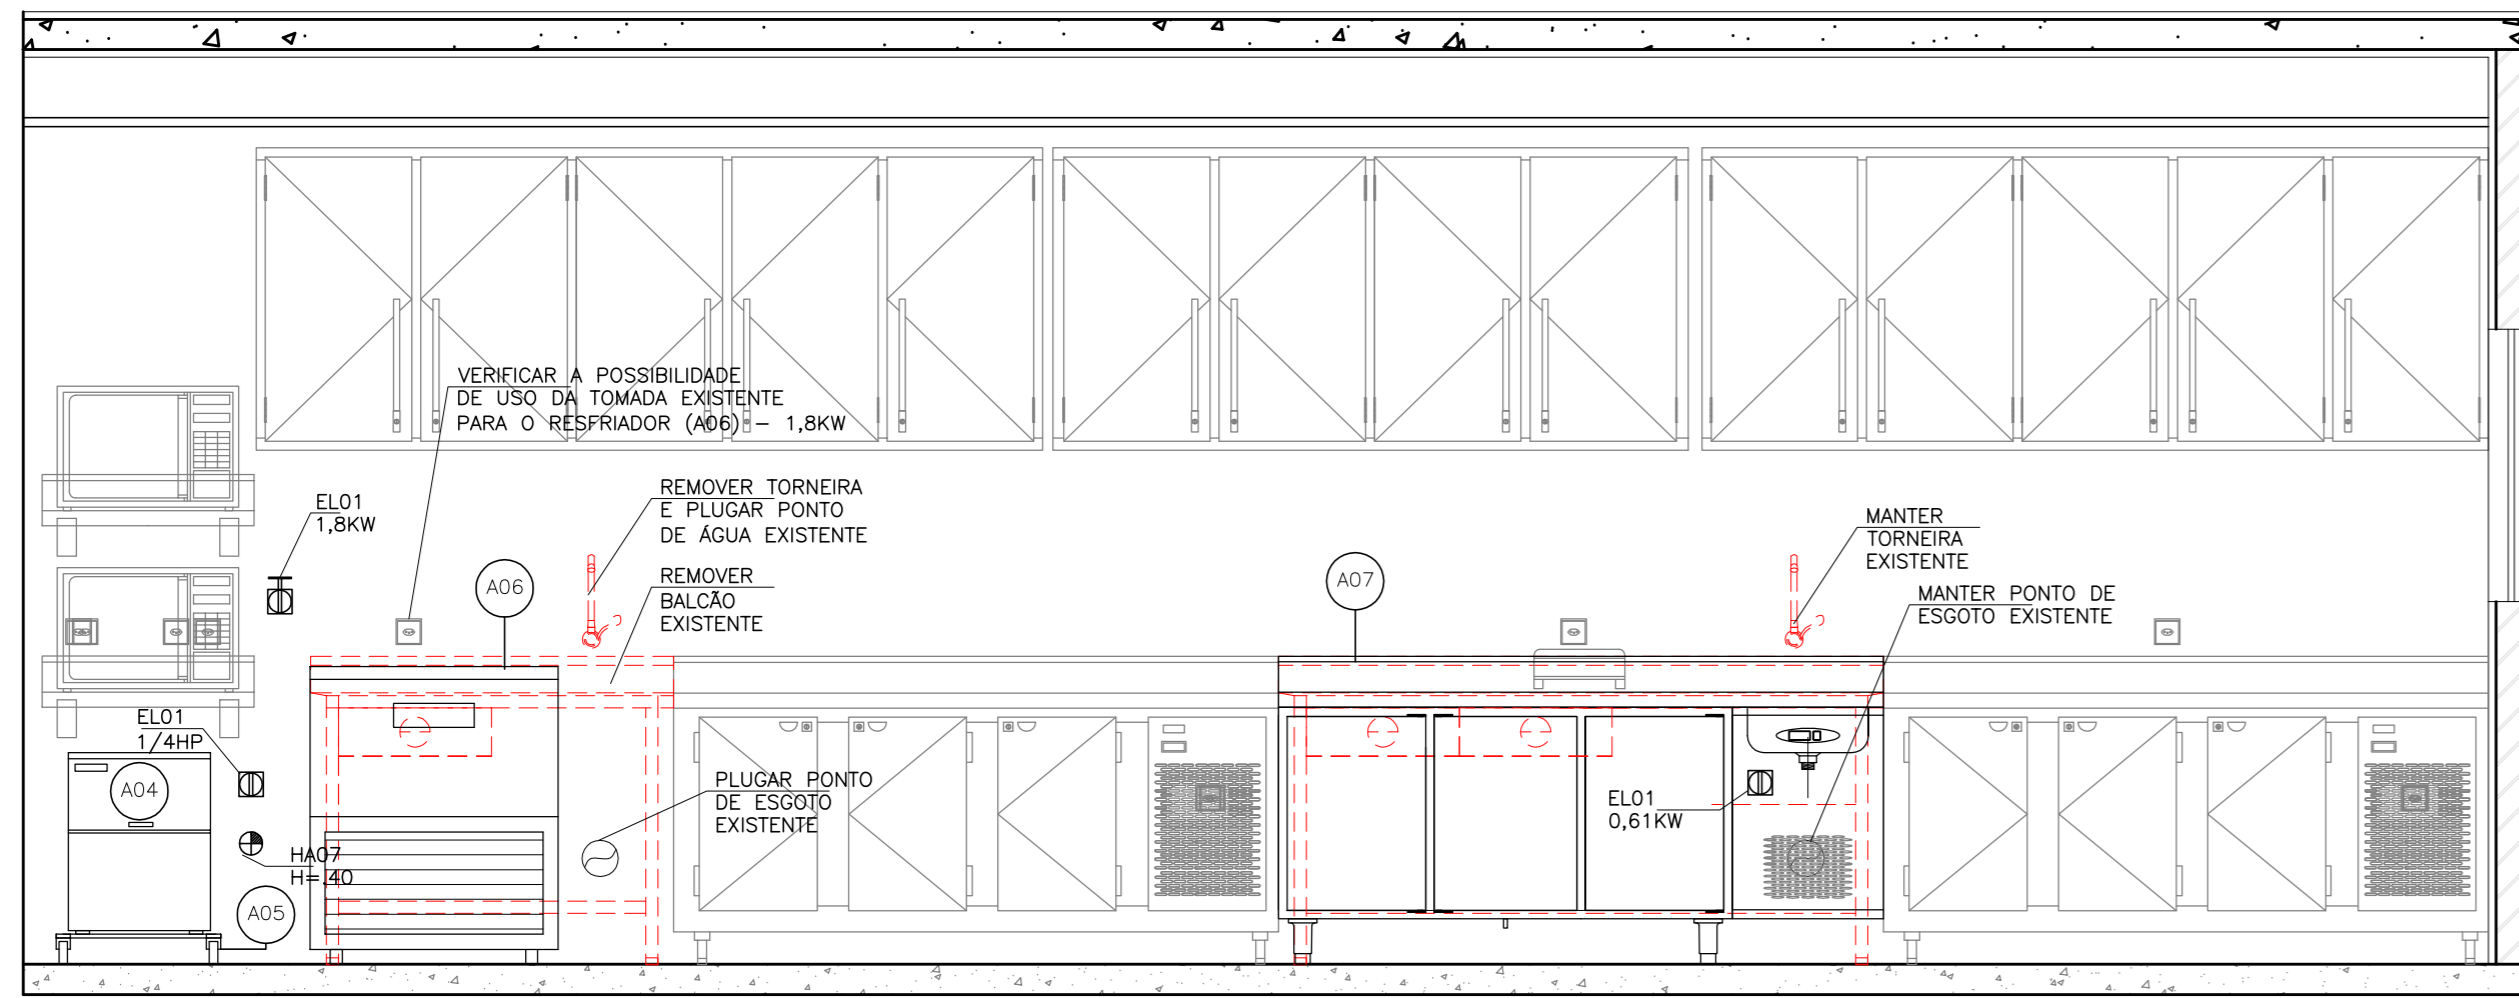 VERIFICAR A POSSIBILIDADE
DE USO DA TOMADA EXISTENTE
PARA O RESFRIADOR (A06) – 1,8KW
EL01
1,8KW
REMOVER TORNEIRA
E PLUGAR PONTO
DE ÁGUA EXISTENTE
A06
REMOVER
BALCÃO
EXISTENTE
A07
MANTER
TORNEIRA
EXISTENTE
MANTER PONTO DE
ESGOTO EXISTENTE
EL01
1/4HP
A04
PLUGAR PONTO
DE ESGOTO
EXISTENTE
EL01
0,61KW
HA07
H=.40
A05